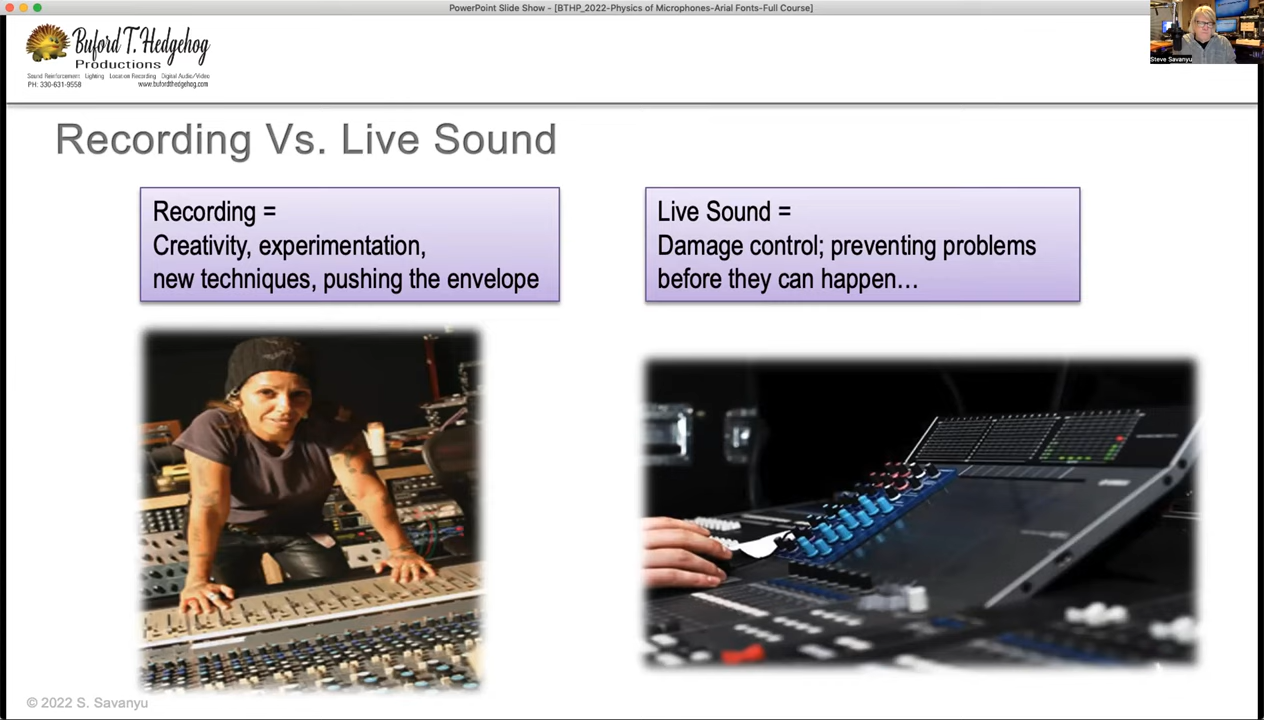 PowerPoint Slide Show - [BTHP_2022-Physics of Microphones-Arial Fonts-Full Course]
Buford T. Hedgehog
Productions
Sound Reinforcement Lighting Location Recording Digital Audio/Video
PH: 330-631-9558 www.bufordthedgehog.com
Steve Savanyu
Recording Vs. Live Sound
Recording =
Creativity, experimentation,
new techniques, pushing the envelope
Live Sound =
Damage control; preventing problems
before they can happen…
© 2022 S. Savanyu